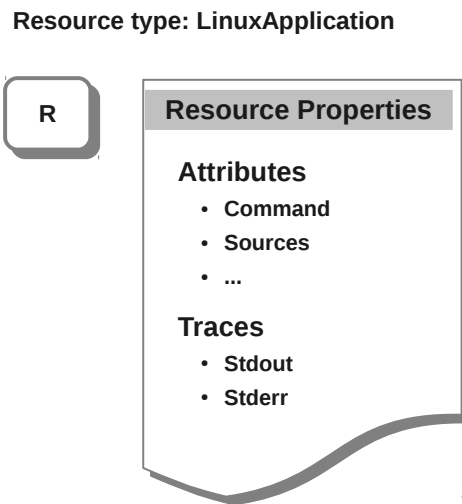 Resource type: LinuxApplication
R
Resource Properties
Attributes
• Command
• Sources
• ...
Traces
• Stdout
• Stderr